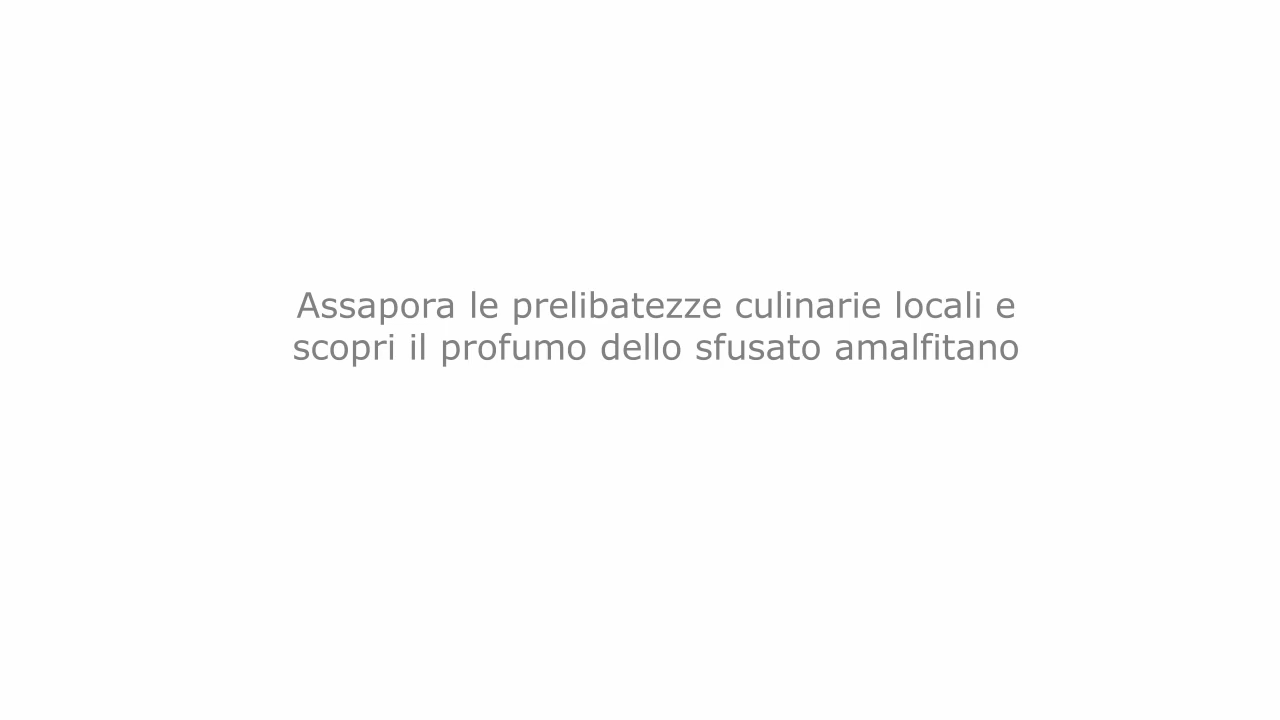 Assapora le prelibatezze culinarie locali e
scopri il profumo dello sfusato amalfitano